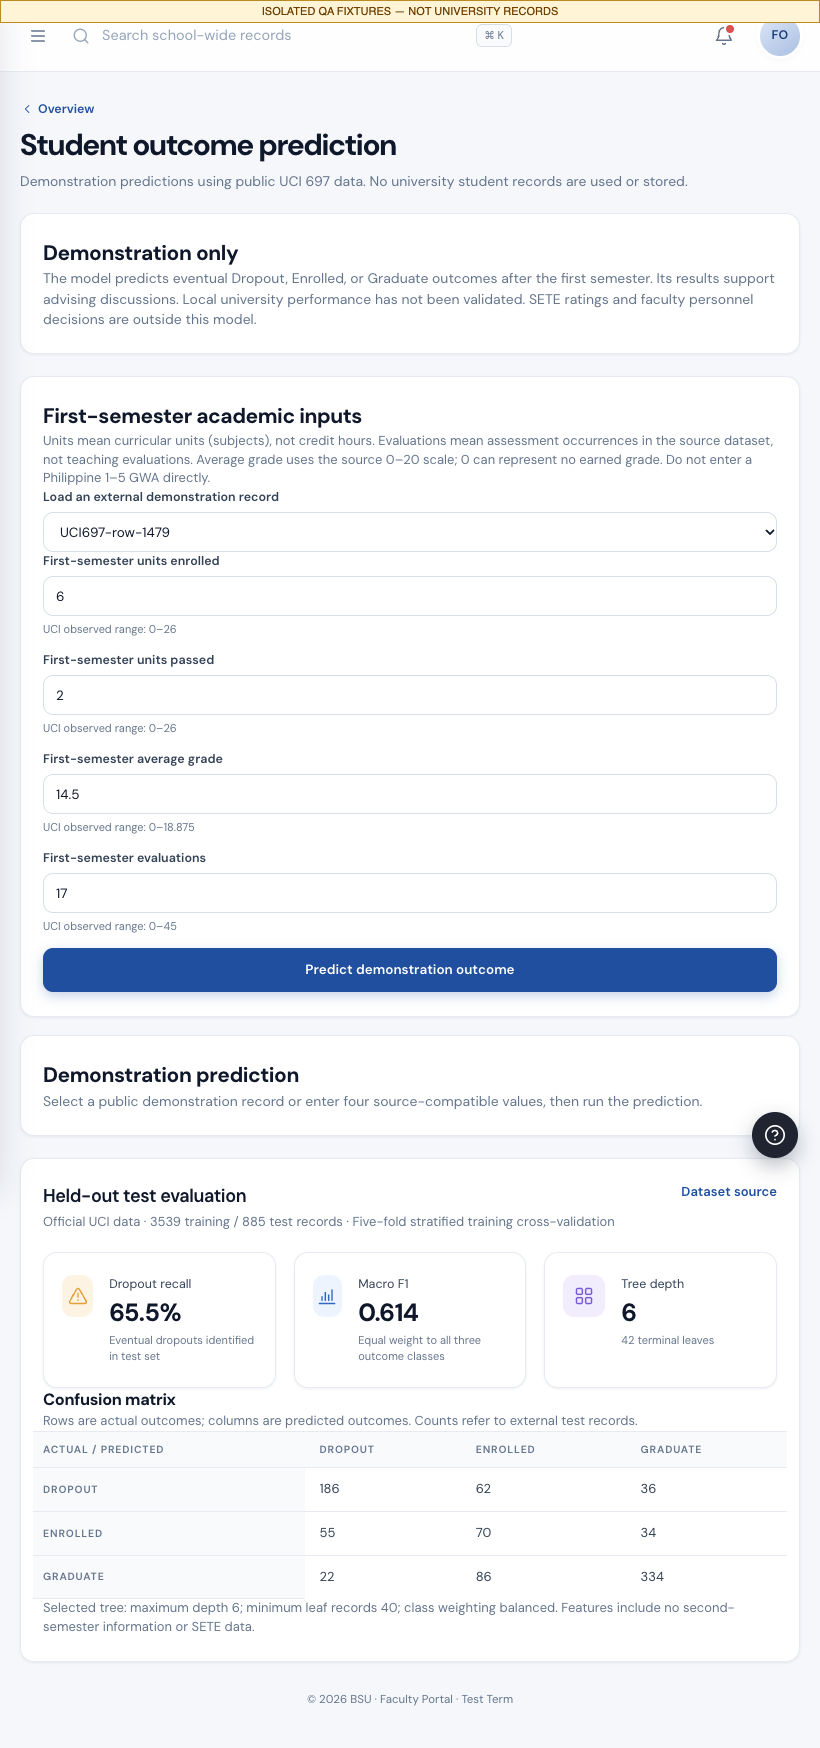 ISOLATED QA FIXTURES — NOT UNIVERSITY RECORDS
Search school-wide records
⌘ K
FO
Overview
Student outcome prediction
Demonstration predictions using public UCI 697 data. No university student records are used or stored.
Demonstration only
The model predicts eventual Dropout, Enrolled, or Graduate outcomes after the first semester. Its results support
advising discussions. Local university performance has not been validated. SETE ratings and faculty personnel
decisions are outside this model.
First-semester academic inputs
Units mean curricular units (subjects), not credit hours. Evaluations mean assessment occurrences in the source dataset,
not teaching evaluations. Average grade uses the source 0–20 scale; 0 can represent no earned grade. Do not enter a
Philippine 1–5 GWA directly.
Load an external demonstration record
UCI697-row-1479
First-semester units enrolled
6
UCI observed range: 0–26
First-semester units passed
2
UCI observed range: 0–26
First-semester average grade
14.5
UCI observed range: 0–18.875
First-semester evaluations
17
UCI observed range: 0–45
Predict demonstration outcome
Demonstration prediction
Select a public demonstration record or enter four source-compatible values, then run the prediction.
Held-out test evaluation
Dataset source
Official UCI data · 3539 training / 885 test records · Five-fold stratified training cross-validation
Dropout recall
65.5%
Eventual dropouts identified
in test set
Macro F1
0.614
Equal weight to all three
outcome classes
Tree depth
6
42 terminal leaves
Confusion matrix
Rows are actual outcomes; columns are predicted outcomes. Counts refer to external test records.
ACTUAL / PREDICTED DROPOUT ENROLLED GRADUATE
DROPOUT 186 62 36
ENROLLED 55 70 34
GRADUATE 22 86 334
Selected tree: maximum depth 6; minimum leaf records 40; class weighting balanced. Features include no second-
semester information or SETE data.
© 2026 BSU · Faculty Portal · Test Term